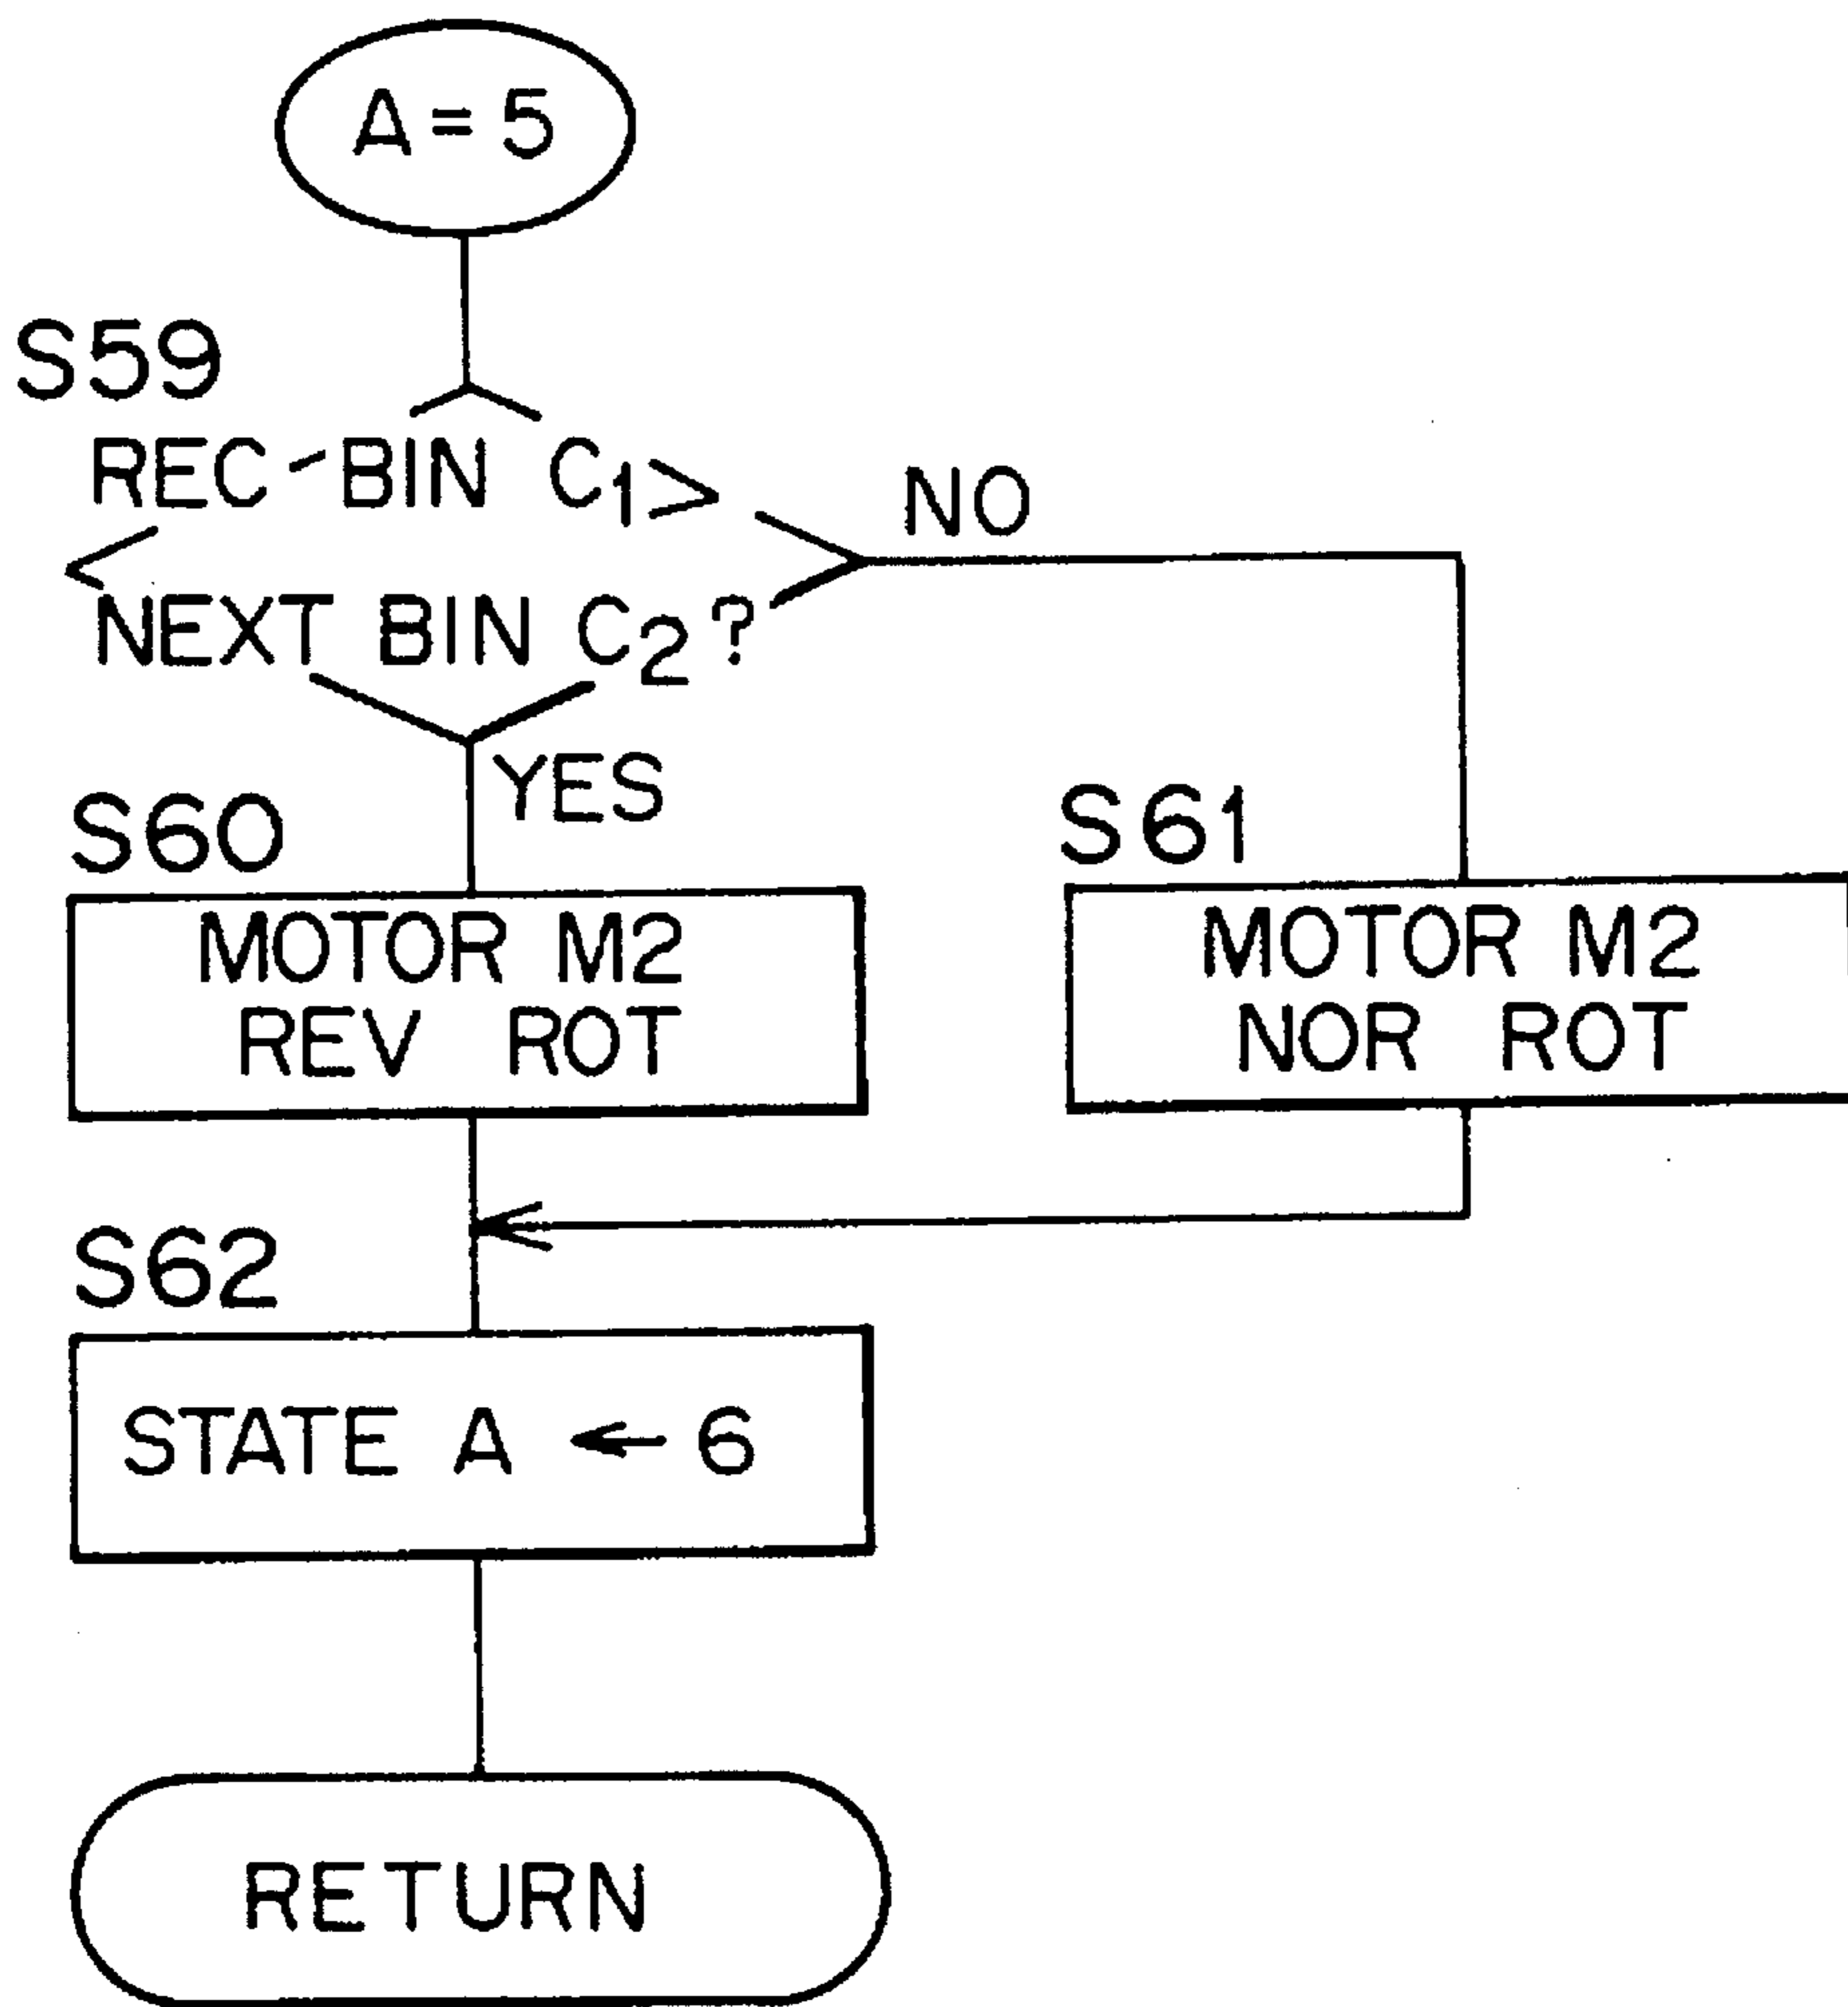 A = 5
S59
REC-BIN C₁>
NO
NEXT BIN C₂?
YES
S60
S61
MOTOR M2
REV ROT
MOTOR M2
NOR ROT
S62
STATE A ← 6
RETURN